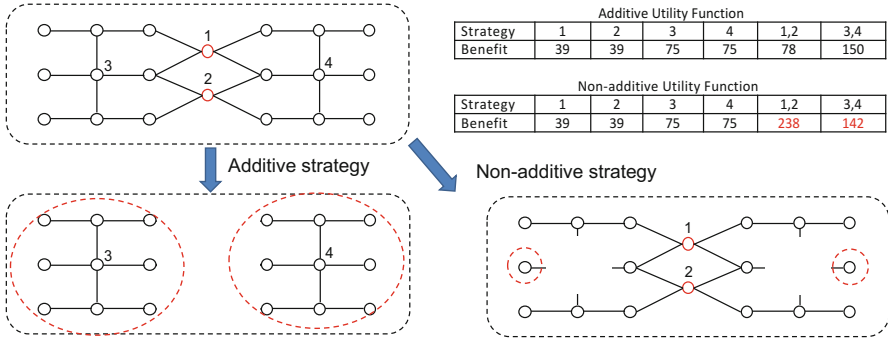 Additive Utility Function
Strategy 1 2 3 4 1,2 3,4
Benefit 39 39 75 75 78 150
Non-additive Utility Function
Strategy 1 2 3 4 1,2 3,4
Benefit 39 39 75 75 238 142
1
3
4
2
Additive strategy
Non-additive strategy
3
4
1
2